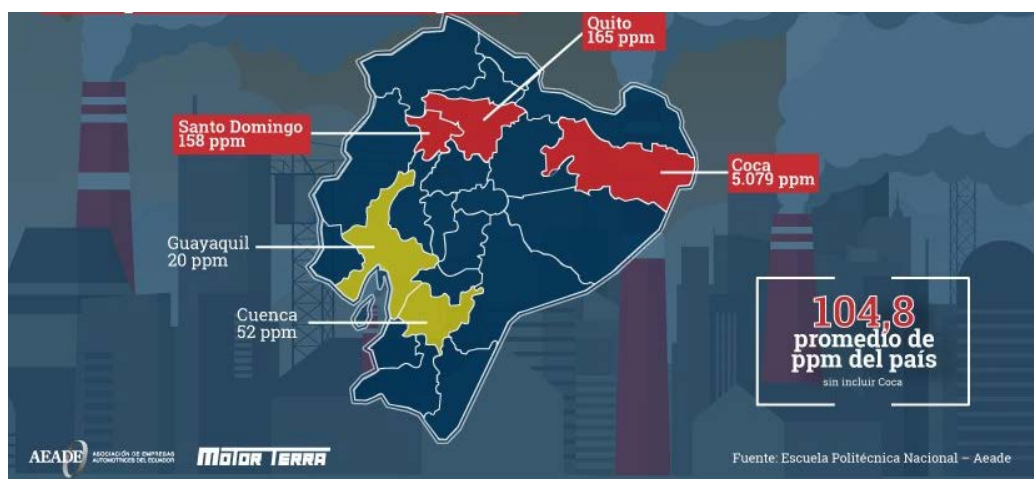 Quito
165 ppm
Santo Domingo
158 ppm
Coca
5.079 ppm
Guayaquil
20 ppm
Cuenca
52 ppm
104,8
promedio de
ppm del país
sin incluir Coca
AEADE
ASOCIACIÓN DE EMPRESAS
AUTOMOTRICES DEL ECUADOR
MOTOR TERRA
Fuente: Escuela Politécnica Nacional – Aeade